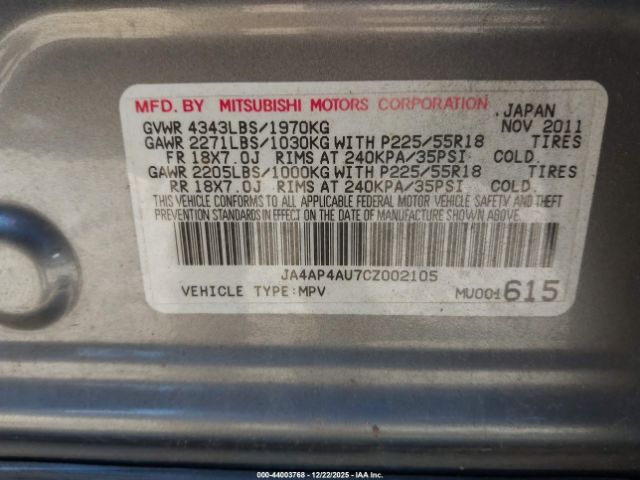 MFD. BY MITSUBISHI MOTORS CORPORATION .JAPAN
GVWR 4343LBS/1970KG NOV 2011
GAWR 2271LBS/1030KG WITH P225/55R18 TIRES
FR 18X7.0J RIMS AT 240KPA/35PSI COLD.
GAWR 2205LBS/1000KG WITH P225/55R18 TIRES
RR 18X7.0J RIMS AT 240KPA/35PSI COLD.
THIS VEHICLE CONFORMS TO ALL APPLICABLE FEDERAL MOTOR VEHICLE SAFETY AND THEFT
PREVENTION STANDARDS IN EFFECT ON THE DATE OF MANUFACTURE SHOWN ABOVE.
JA4AP4AU7CZ002105
VEHICLE TYPE:MPV MU001615
000-44003768 - 12/22/2025 - IAA Inc.